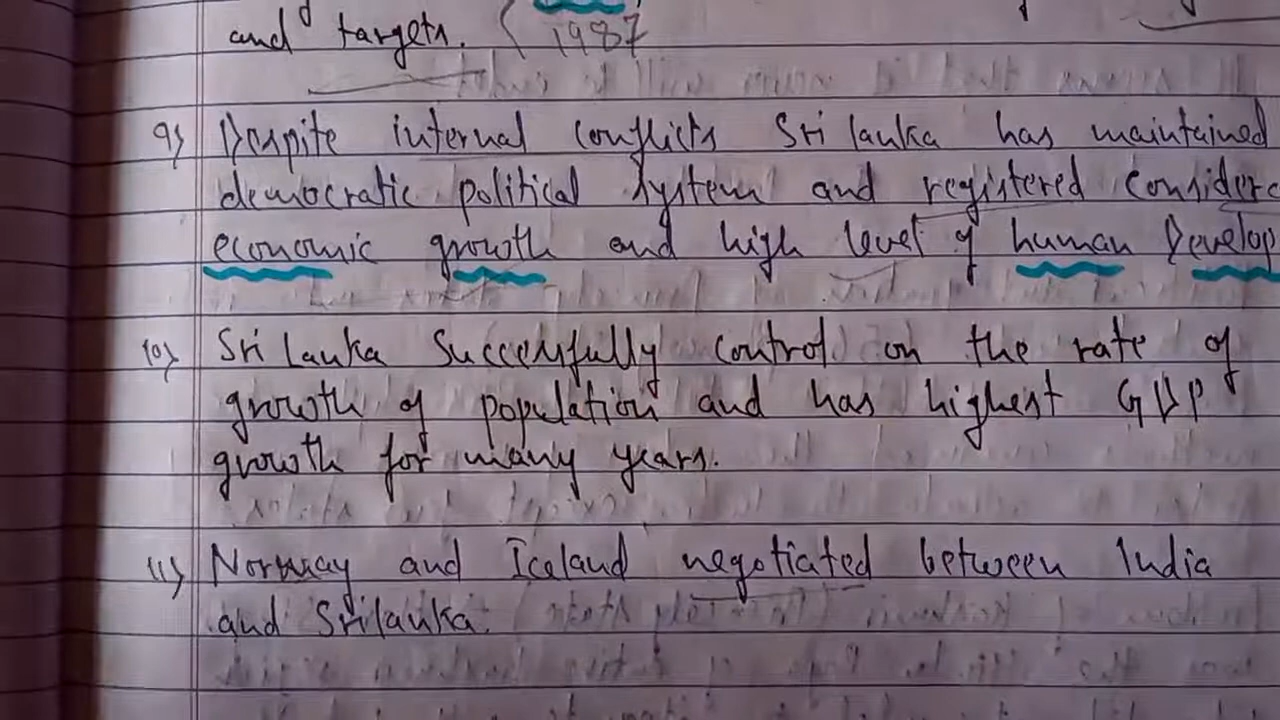 and targets. ( 1987
9) Despite internal conflicts Sri lanka has maintained
democratic political system and registered considera
economic growth and high level of human Develop
10) Sri Lanka Successfully control on the rate of
growth of population and has highest GDP
growth for many years.
11) Norway and Iceland negotiated between India
and Srilanka.